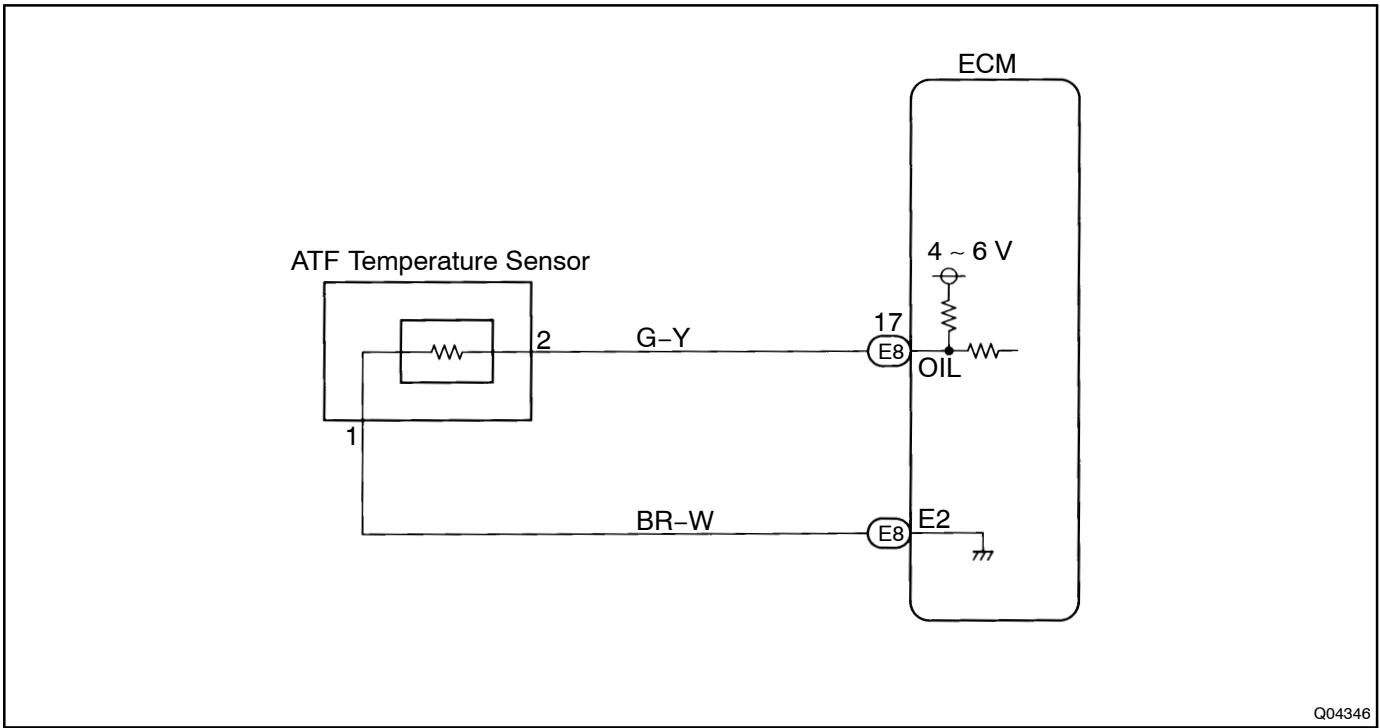 ECM
4 ~ 6 V
ATF Temperature Sensor
17
2
G–Y
E8
OIL
1
BR–W
E8
E2
Q04346